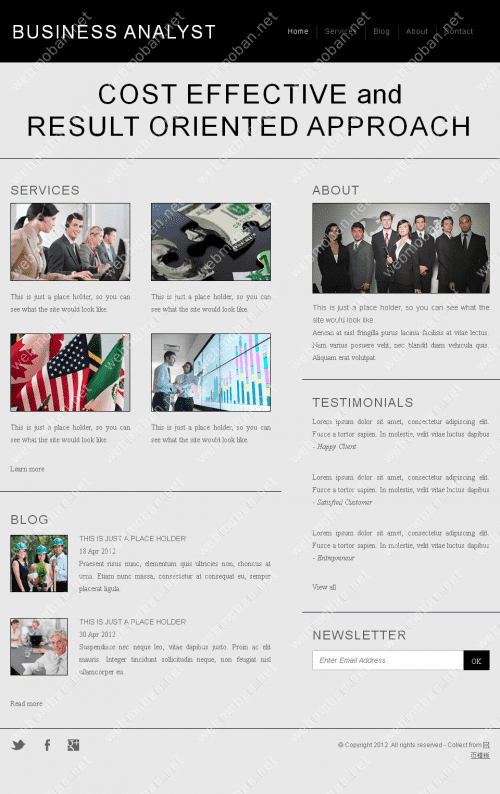 BUSINESS ANALYST
Home
Services
Blog
About
Contact
COST EFFECTIVE and
RESULT ORIENTED APPROACH
SERVICES
This is just a place holder, so you can
see what the site would look like.
This is just a place holder, so you can
see what the site would look like.
This is just a place holder, so you can
see what the site would look like.
This is just a place holder, so you can
see what the site would look like.
Learn more
BLOG
THIS IS JUST A PLACE HOLDER
18 Apr 2012
Praesent risus nunc, elementum quis ultricies non, rhoncus at
urna. Etiam nunc massa, consectetur at consequat eu, semper
placerat ligula.
THIS IS JUST A PLACE HOLDER
30 Apr 2012
Suspendisse nec neque leo, vitae dapibus justo. Proin ac elit
mauris. Integer tincidunt sollicitudin neque, non feugiat nisl
ullamcorper eu.
Read more
ABOUT
This is just a place holder, so you can see what the
site would look like.
Aenean at nisl fringilla purus lacinia facilisis at vitae lectus.
Nam varius posuere velit, nec blandit diam vehicula quis.
Aliquam erat volutpat.
TESTIMONIALS
Lorem ipsum dolor sit amet, consectetur adipiscing elit.
Fusce a tortor sapien. In molestie, velit vitae luctus dapibus
- Happy Client
Lorem ipsum dolor sit amet, consectetur adipiscing elit.
Fusce a tortor sapien. In molestie, velit vitae luctus dapibus
- Satisfied Customer
Lorem ipsum dolor sit amet, consectetur adipiscing elit.
Fusce a tortor sapien. In molestie, velit vitae luctus dapibus
- Entrepreneur
View all
NEWSLETTER
Enter Email Address
OK
© Copyright 2012. All rights reserved - Collect from 网
页模板
webmoban.net